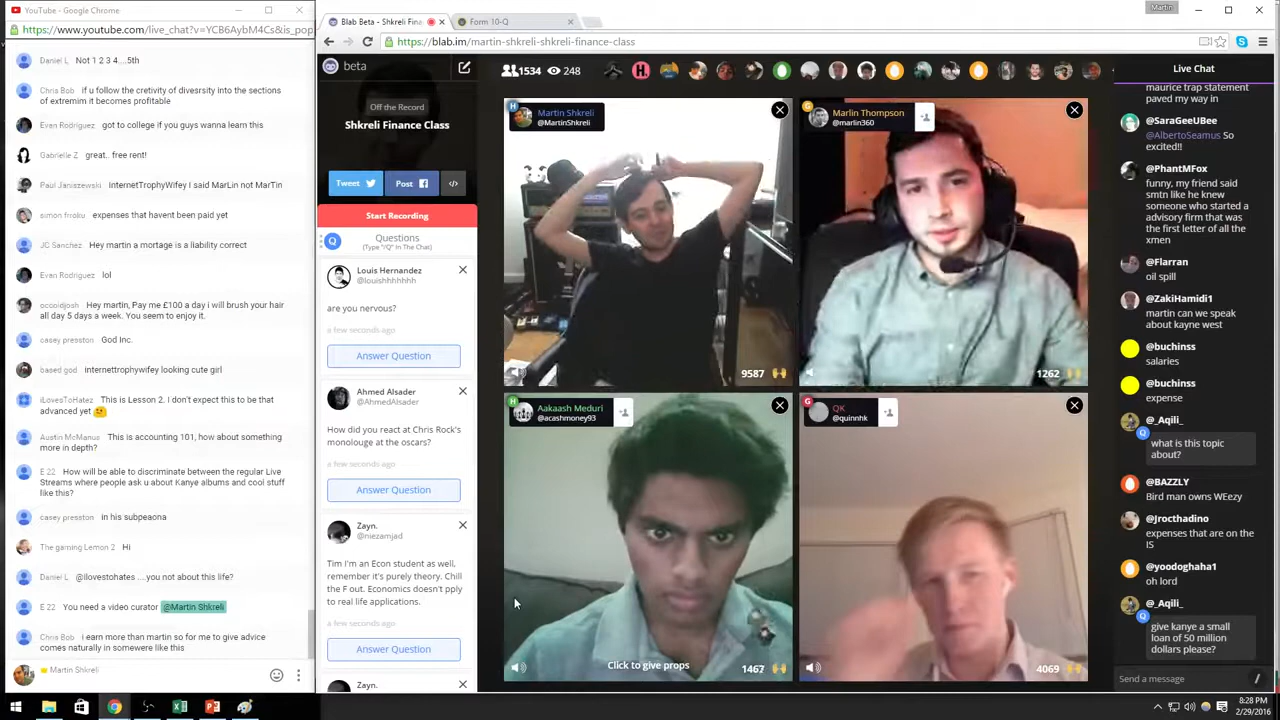 YouTube - Google Chrome
https://www.youtube.com/live_chat?v=YCB6AybM4Cs&is_pop
Daniel L Not 1 2 3 4....5th
Chris Bob if u follow the cretivity of divesrsity into the sections
of extremim it becomes profitable
Evan Rodriguez got to college if you guys wanna learn this
Gabrielle Z great.. free rent!
Paul Janiszewski InternetTrophyWifey I said MarLin not MarTin
simon frroku expenses that havent been paid yet
JC Sanchez Hey martin a mortage is a liability correct
Evan Rodriguez lol
occoldjosh Hey martin, Pay me £100 a day i will brush your hair
all day 5 days a week. You seem to enjoy it.
casey presston God Inc.
based god internettrophywifey looking cute girl
iLovesToHatez This is Lesson 2. I don't expect this to be that
advanced yet
Austin McManus This is accounting 101, how about something
more in depth?
E 22 How will be able to discriminate between the regular Live
Streams where people ask u about Kanye albums and cool stuff
like this?
casey presston in his subpeaona
The gaming Lemon 2 Hi
Daniel L @ilovestohates ....you not about this life?
E 22 You need a video curator @Martin Shkreli
Chris Bob i earn more than martin so for me to give advice
comes naturally in somewere like this
Martin Shkreli
Blab Beta - Shkreli Fina
Form 10-Q
Martin
https://blab.im/martin-shkreli-shkreli-finance-class
beta
Off the Record
Shkreli Finance Class
Tweet
Post
</>
Start Recording
Q
Questions
(Type "/Q" In The Chat)
Louis Hernandez
@louishhhhhhh
are you nervous?
a few seconds ago
Answer Question
Ahmed Alsader
@AhmedAlsader
How did you react at Chris Rock's
monolouge at the oscars?
a few seconds ago
Answer Question
Zayn.
@niezamjad
Tim I'm an Econ student as well,
remember it's purely theory. Chill
the F out. Economics doesn't pply
to real life applications.
a few seconds ago
Answer Question
Zayn.
1534
248
H
H
Martin Shkreli
@MartinShkreli
9587
G
Marlin Thompson
@marlin360
1262
H
Aakaash Meduri
@acashmoney93
Click to give props
1467
G
QK
@quinnhk
4069
Live Chat
maurice trap statement
paved my way in
@SaraGeeUBee
@AlbertoSeamus So
excited!!
@PhantMFox
funny, my friend said
smtn like he knew
someone who started a
advisory firm that was
the first letter of all the
xmen
@Flarran
oil spill
@ZakiHamidi1
martin can we speak
about kayne west
@buchinss
salaries
@buchinss
expense
@_Aqili_
Q
what is this topic
about?
@BAZZLY
Bird man owns WEezy
@Jrocthadino
expenses that are on the
IS
@yoodoghaha1
oh lord
@_Aqili_
Q
give kanye a small
loan of 50 million
dollars please?
Send a message
/
8:28 PM
2/29/2016